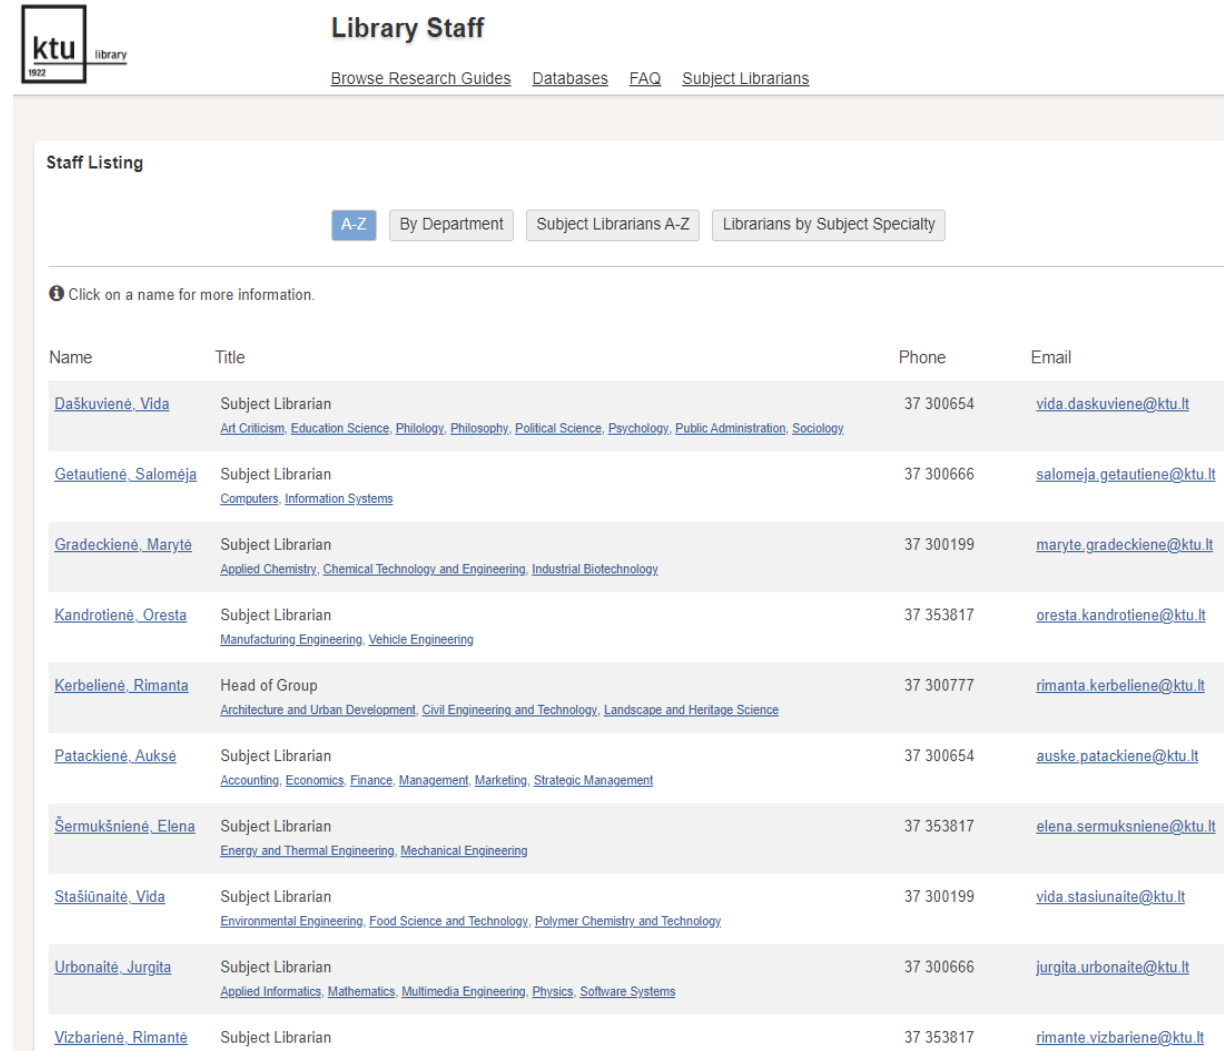 ktu library
1922
Library Staff
Browse Research Guides Databases FAQ Subject Librarians
Staff Listing
A-Z By Department Subject Librarians A-Z Librarians by Subject Specialty
Click on a name for more information.
Name Title Phone Email
Daškuvienė, Vida Subject Librarian 37 300654 vida.daskuviene@ktu.lt
Art Criticism, Education Science, Philology, Philosophy, Political Science, Psychology, Public Administration, Sociology
Getautienė, Salomėja Subject Librarian 37 300666 salomeja.getautiene@ktu.lt
Computers, Information Systems
Gradeckienė, Marytė Subject Librarian 37 300199 maryte.gradeckiene@ktu.lt
Applied Chemistry, Chemical Technology and Engineering, Industrial Biotechnology
Kandrotienė, Oresta Subject Librarian 37 353817 oresta.kandrotiene@ktu.lt
Manufacturing Engineering, Vehicle Engineering
Kerbelienė, Rimanta Head of Group 37 300777 rimanta.kerbeliene@ktu.lt
Architecture and Urban Development, Civil Engineering and Technology, Landscape and Heritage Science
Patackienė, Auksė Subject Librarian 37 300654 auske.patackiene@ktu.lt
Accounting, Economics, Finance, Management, Marketing, Strategic Management
Šermukšnienė, Elena Subject Librarian 37 353817 elena.sermuksniene@ktu.lt
Energy and Thermal Engineering, Mechanical Engineering
Stašiūnaitė, Vida Subject Librarian 37 300199 vida.stasiunaite@ktu.lt
Environmental Engineering, Food Science and Technology, Polymer Chemistry and Technology
Urbonaitė, Jurgita Subject Librarian 37 300666 jurgita.urbonaite@ktu.lt
Applied Informatics, Mathematics, Multimedia Engineering, Physics, Software Systems
Vizbarienė, Rimantė Subject Librarian 37 353817 rimante.vizbariene@ktu.lt